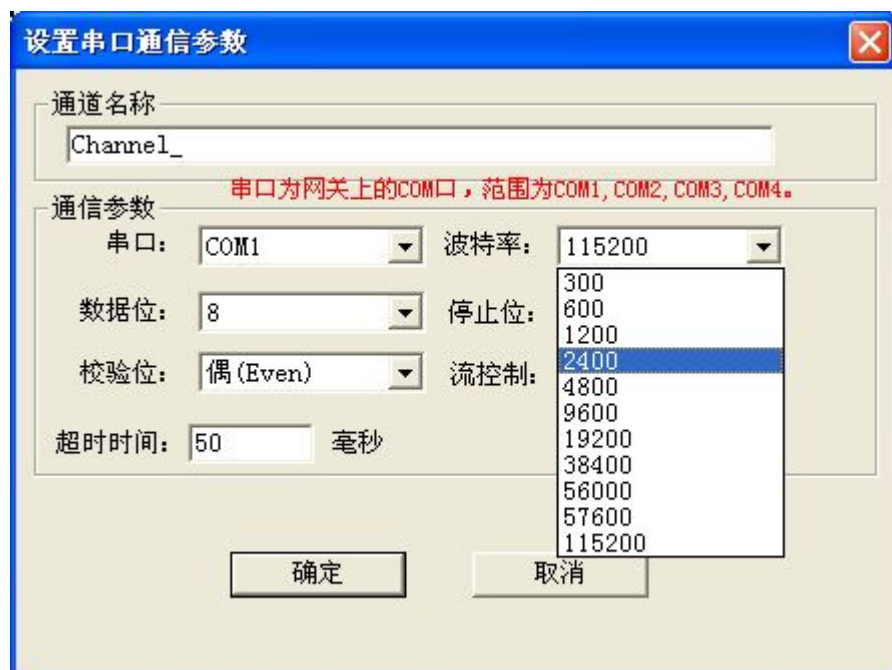 设置串口通信参数
通道名称
Channel_
串口为网关上的COM口，范围为COM1,COM2,COM3,COM4。
通信参数
串口： COM1 波特率： 115200
300
数据位： 8 停止位： 600
1200
2400
校验位： 偶(Even) 流控制： 4800
9600
超时时间： 50 毫秒 19200
38400
56000
57600
115200
确定 取消